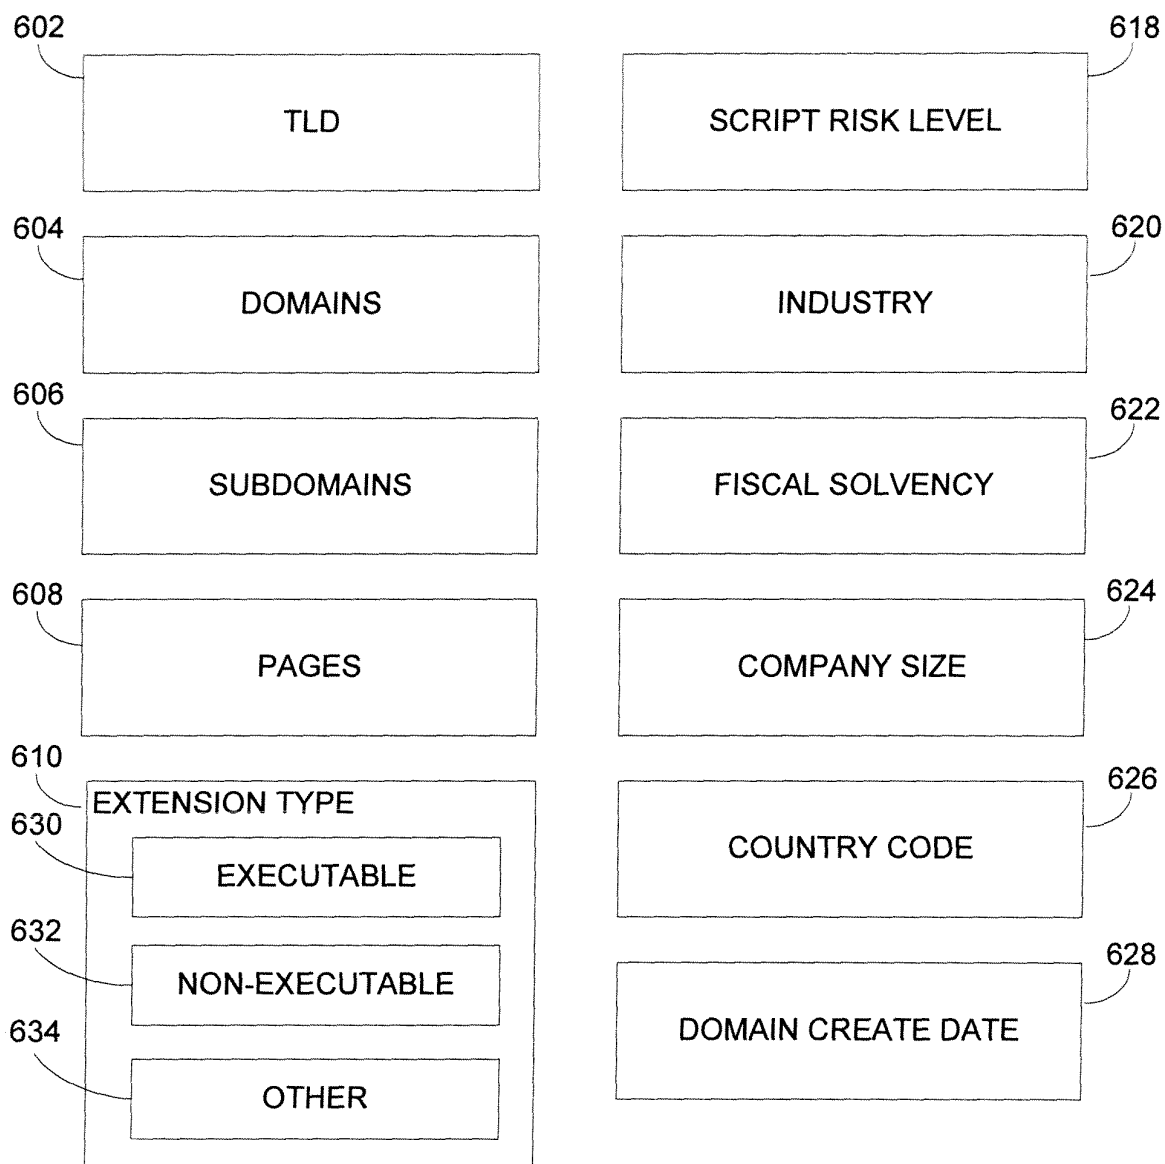 602
TLD
604
DOMAINS
606
SUBDOMAINS
608
PAGES
610
EXTENSION TYPE
630
EXECUTABLE
632
NON-EXECUTABLE
634
OTHER
618
SCRIPT RISK LEVEL
620
INDUSTRY
622
FISCAL SOLVENCY
624
COMPANY SIZE
626
COUNTRY CODE
628
DOMAIN CREATE DATE